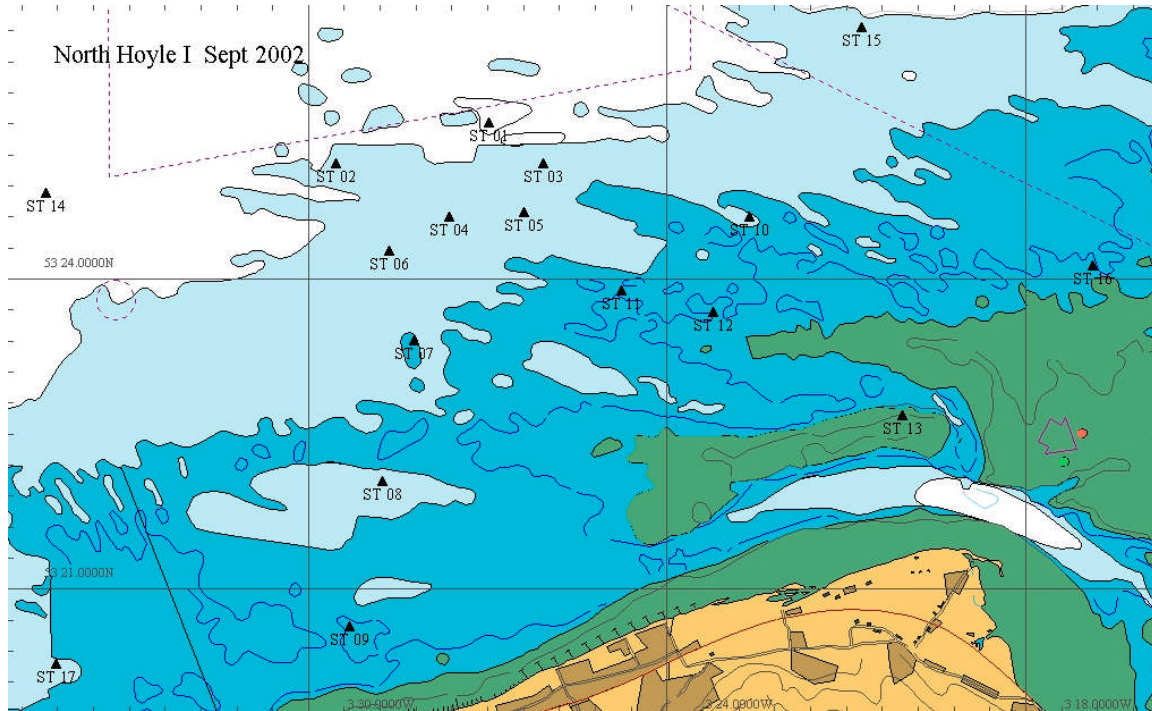 ST 15
North Hoyle I Sept 2002
ST 01
ST 02
ST 03
ST 14
ST 04
ST 05
ST 10
53 24.0000N
ST 06
ST 16
ST 11
ST 12
ST 07
ST 13
ST 08
53 21.0000N
ST 09
ST 17
3 30.0000W
3 24.0000W
3 18.0000W